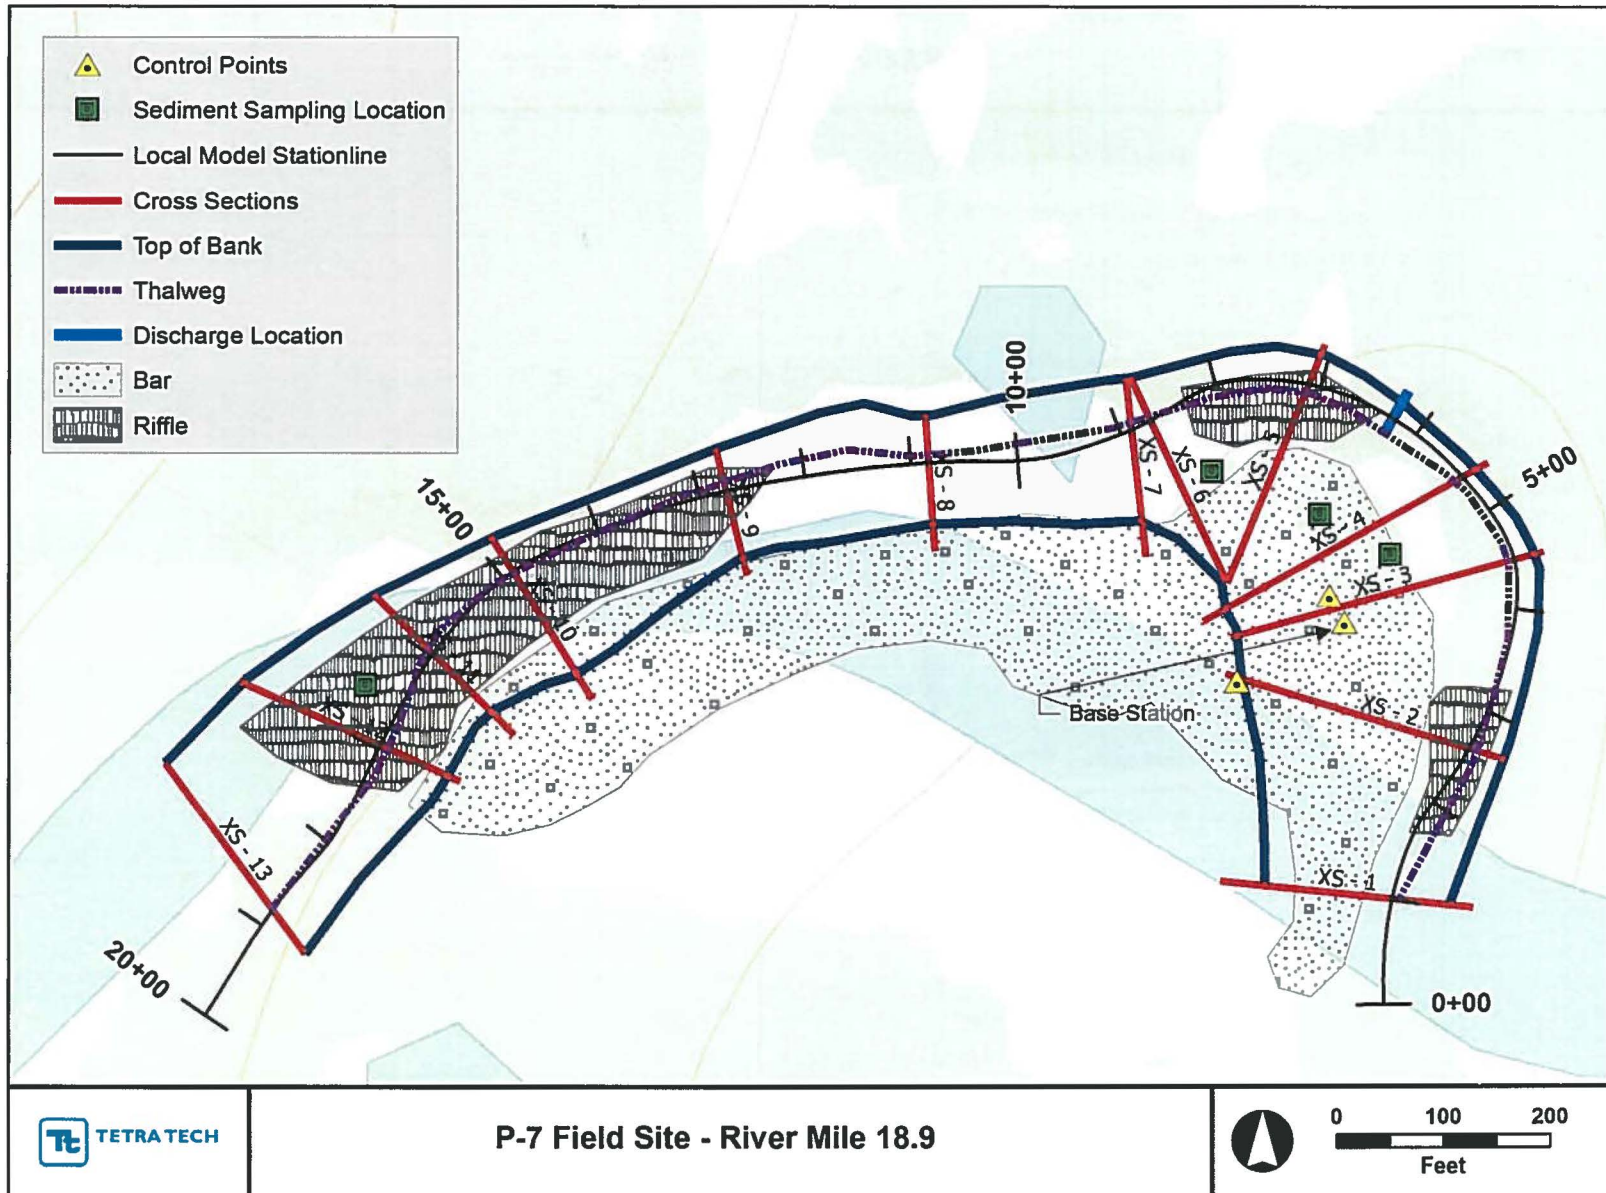 Control Points
Sediment Sampling Location
Local Model Stationline
Cross Sections
Top of Bank
Thalweg
Discharge Location
Bar
Riffle
10+00
5+00
15+00
XS - 5
XS - 6
XS - 7
XS - 8
XS - 9
XS - 4
XS - 3
XS - 10
XS - 2
Base Station
XS - 13
XS - 1
20+00
0+00
Tt TETRA TECH
P-7 Field Site - River Mile 18.9
0 100 200
Feet